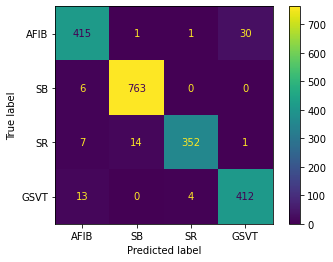 AFIB 415 1 1 30
SB 6 763 0 0
SR 7 14 352 1
GSVT 13 0 4 412
AFIB SB SR GSVT
Predicted label
True label
700
600
500
400
300
200
100
0